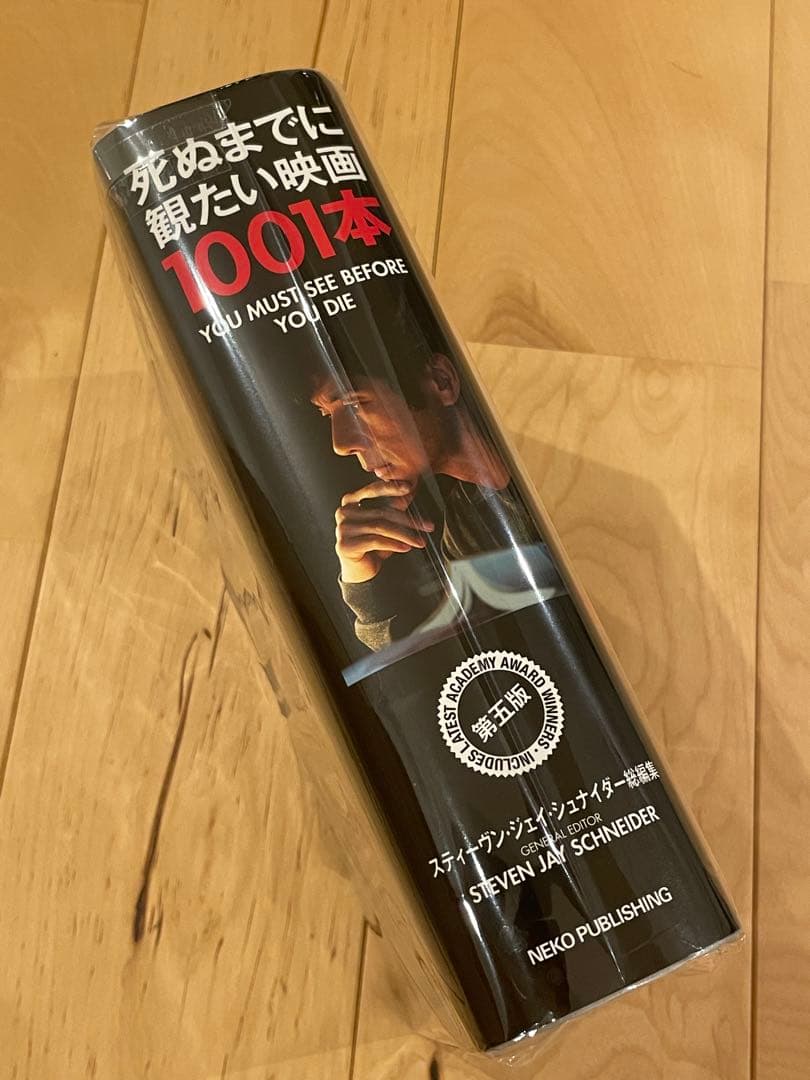 死ぬまでに
観たい映画
1001本
YOU MUST SEE BEFORE
YOU DIE
INCLUDES LATEST ACADEMY AWARD WINNERS •
第五版
スティーヴン・ジェイ・シュナイダー総編集
GENERAL EDITOR
STEVEN JAY SCHNEIDER
NEKO PUBLISHING